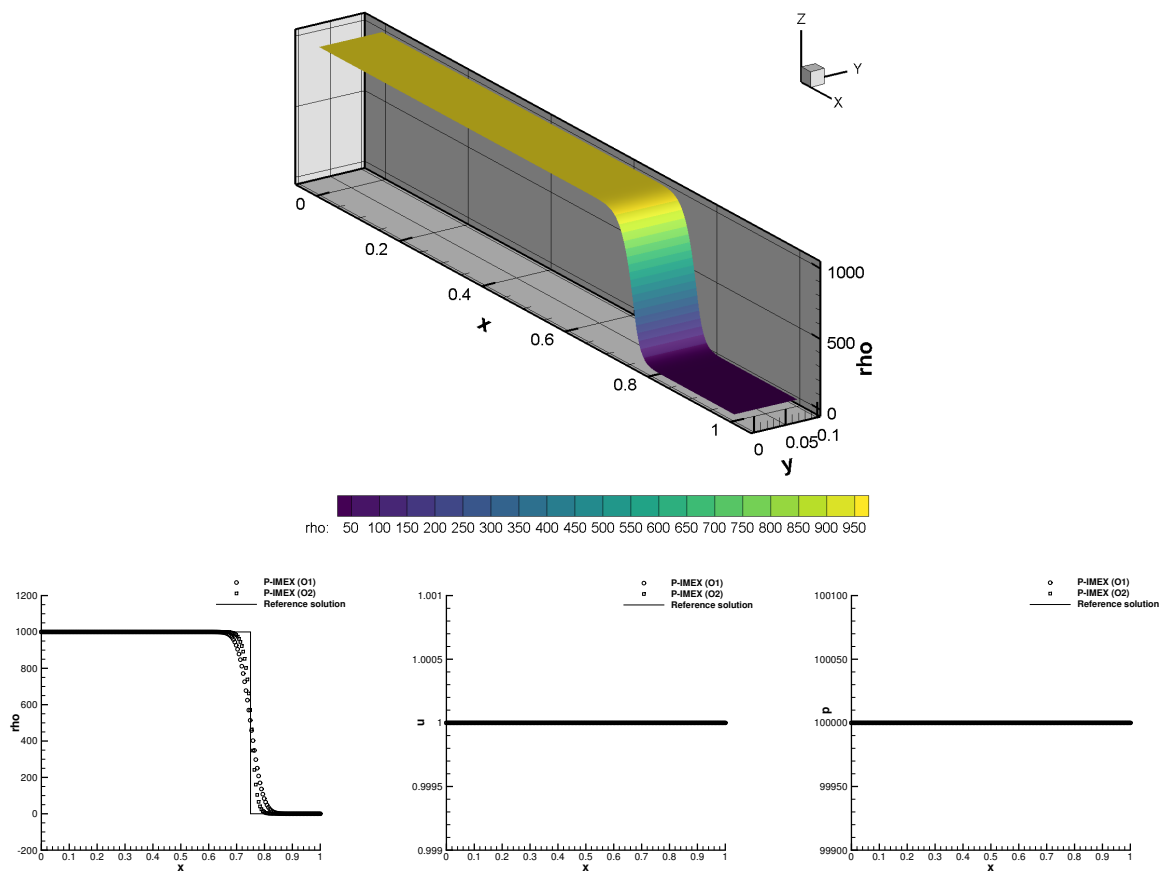 Z
Y
X
0
0.2
0.4
0.6
0.8
1
x
1000
500
0
rho
0
0.05
0.1
y
rho: 50 100 150 200 250 300 350 400 450 500 550 600 650 700 750 800 850 900 950
P-IMEX (O1)
P-IMEX (O2)
Reference solution
1200
1000
800
600
400
200
0
-200
rho
0 0.1 0.2 0.3 0.4 0.5 0.6 0.7 0.8 0.9 1
x
P-IMEX (O1)
P-IMEX (O2)
Reference solution
1.001
1.0005
1
0.9995
0.999
u
0 0.1 0.2 0.3 0.4 0.5 0.6 0.7 0.8 0.9 1
x
P-IMEX (O1)
P-IMEX (O2)
Reference solution
100100
100050
100000
99950
99900
p
0 0.1 0.2 0.3 0.4 0.5 0.6 0.7 0.8 0.9 1
x